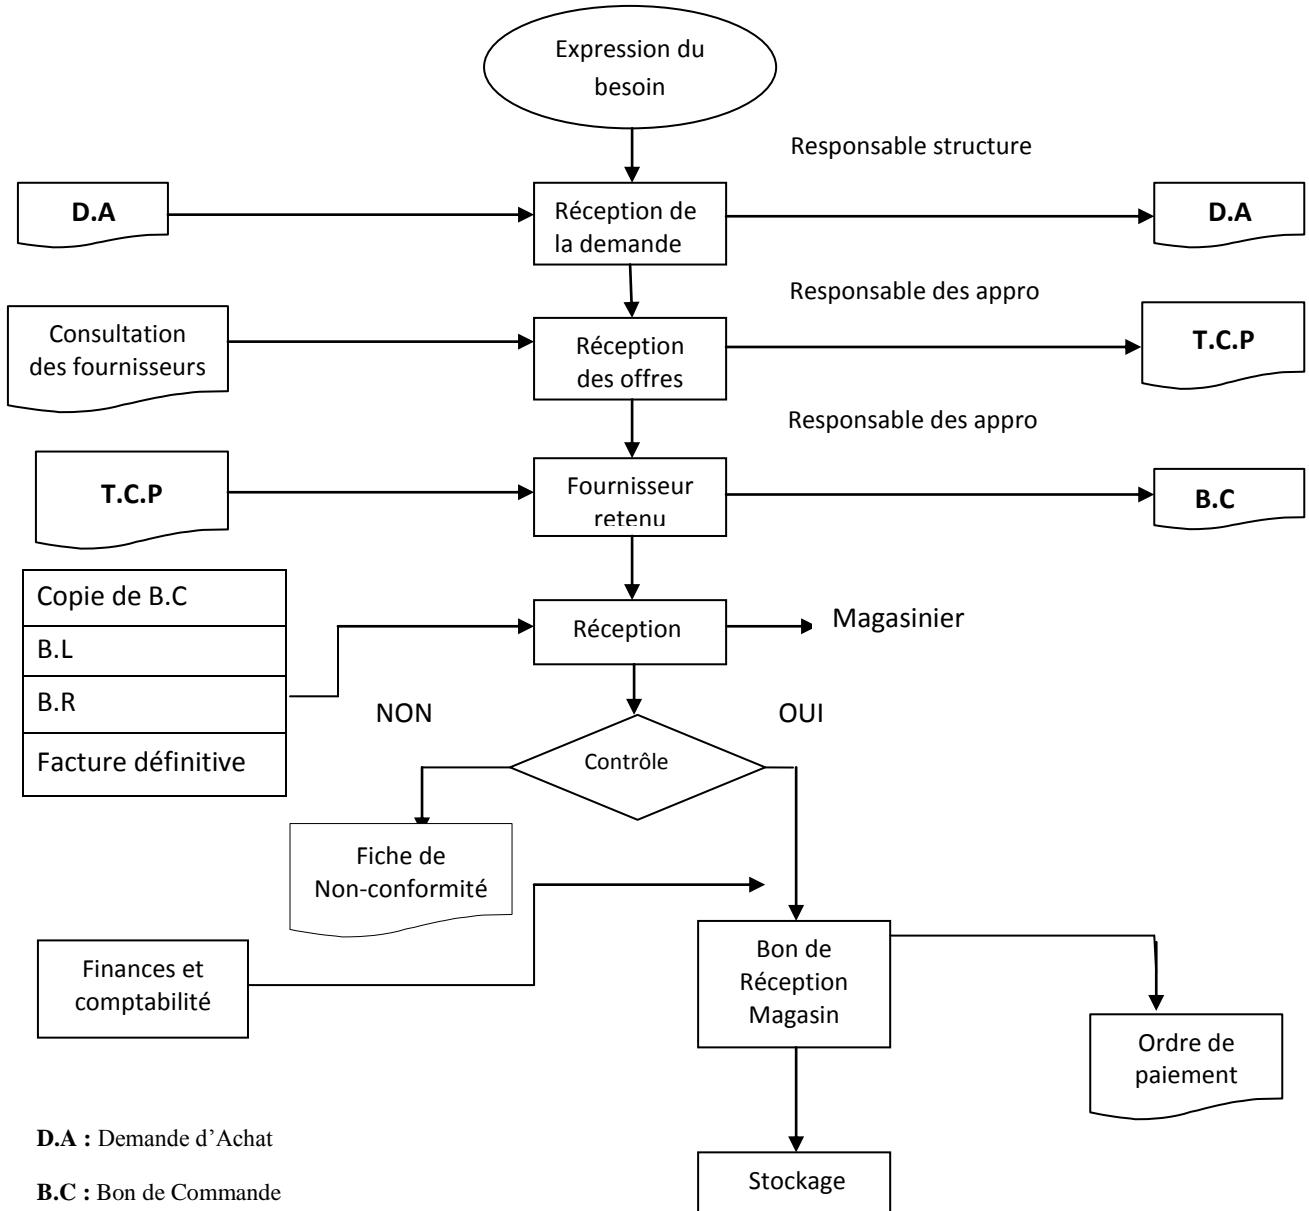 Expression du
besoin
Responsable structure
D.A
Réception de
la demande
D.A
Responsable des appro
Consultation
des fournisseurs
Réception
des offres
T.C.P
Responsable des appro
T.C.P
Fournisseur
retenu
B.C
Copie de B.C
B.L
B.R
Facture définitive
Réception
Magasinier
NON
OUI
Contrôle
Fiche de
Non-conformité
Finances et
comptabilité
Bon de
Réception
Magasin
Ordre de
paiement
D.A : Demande d’Achat
B.C : Bon de Commande
Stockage